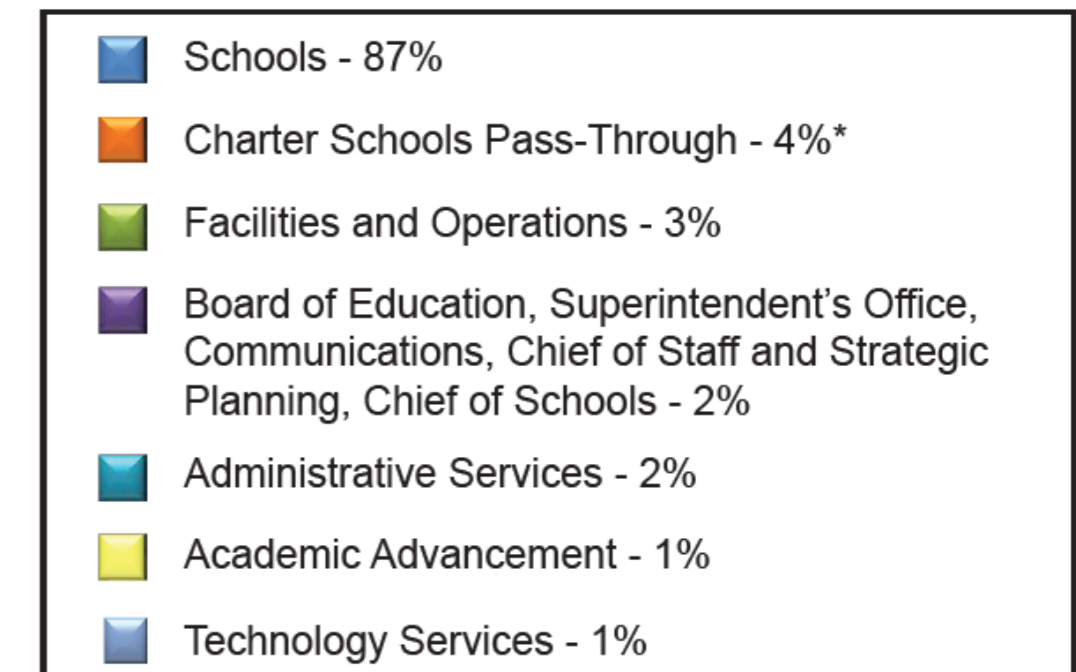 Schools - 87%
Charter Schools Pass-Through - 4%*
Facilities and Operations - 3%
Board of Education, Superintendent’s Office,
Communications, Chief of Staff and Strategic
Planning, Chief of Schools - 2%
Administrative Services - 2%
Academic Advancement - 1%
Technology Services - 1%